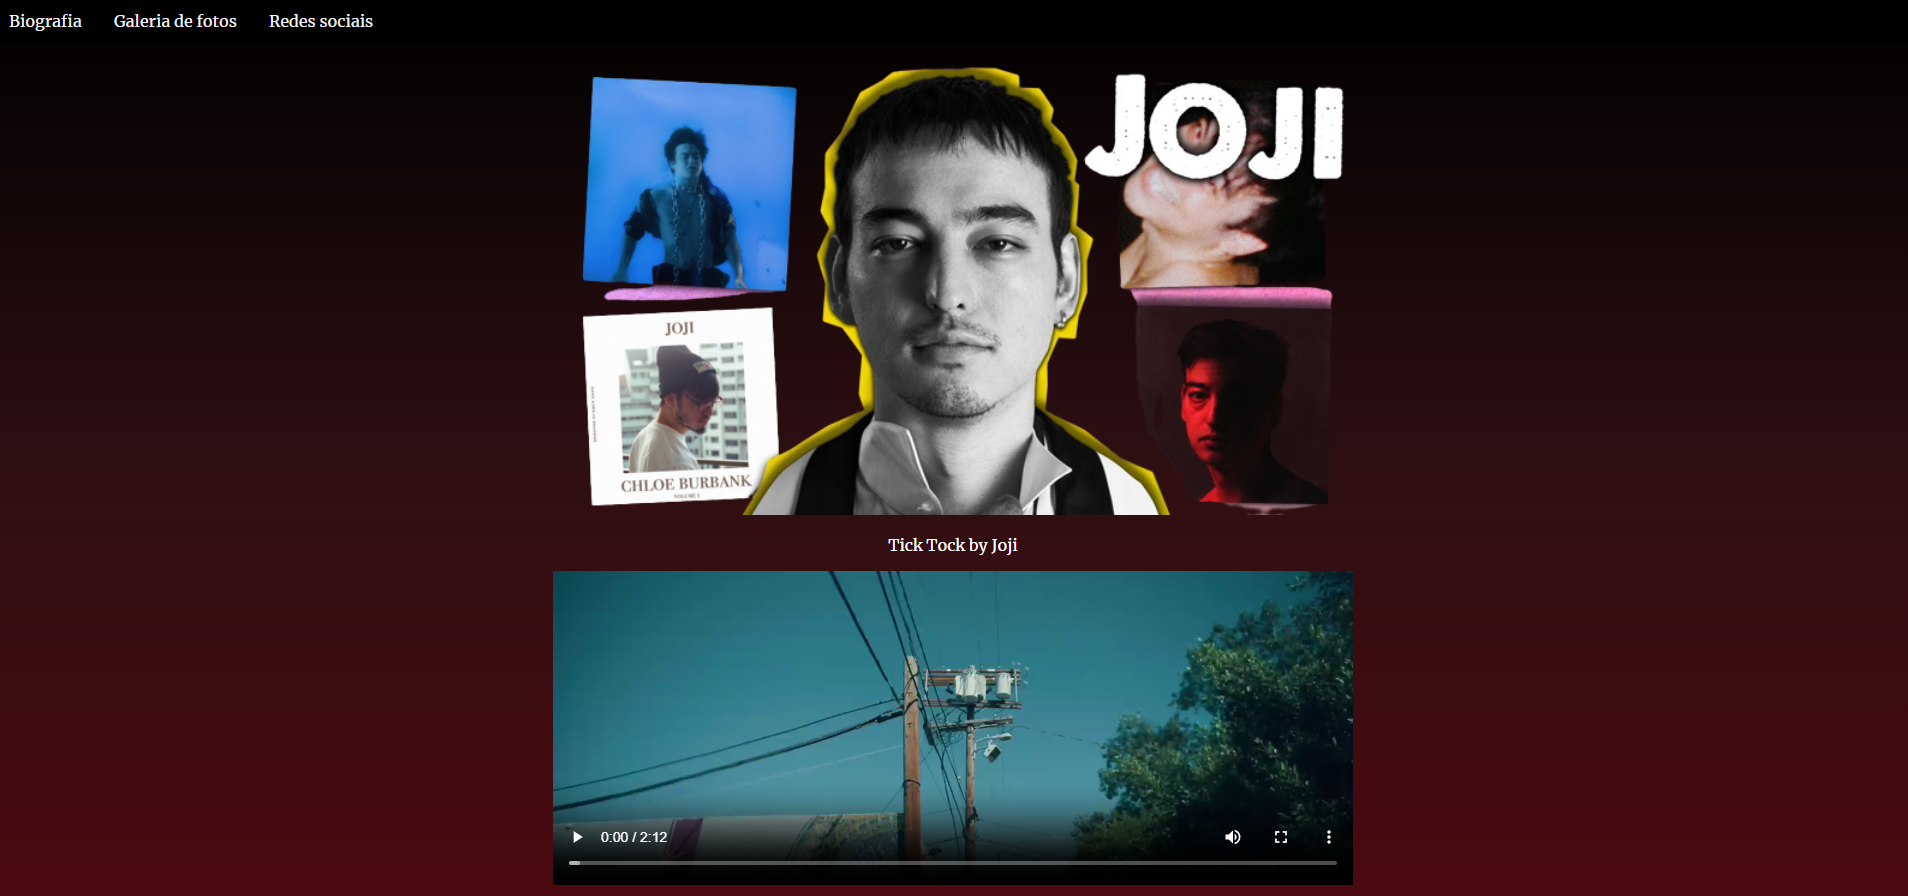 Biografia
Galeria de fotos
Redes sociais
JOJI
JOJI
CHLOE BURBANK
VOLUME I
Tick Tock by Joji
0:00 / 2:12